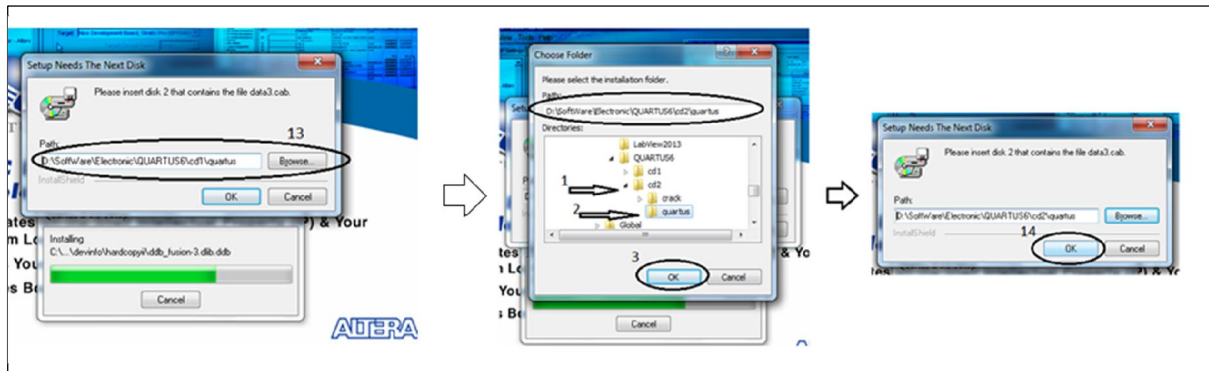 Setup Needs The Next Disk
Please insert disk 2 that contains the file data3.cab.
13
Path:
D:\SoftWare\Electronic\QUARTUS6\cd1\quartus
Browse...
InstallShield
OK
Cancel
Installing
C:\...\devinfo\hardcopyii\ddb_fusion-3.dlib.ddb
Cancel
P) & Your
ALTERA
Choose Folder
Please select the installation folder.
Path:
D:\SoftWare\Electronic\QUARTUS6\cd2\quartus
Directories:
LabView2013
QUARTUS6
cd1
1
cd2
crack
2
quartus
Global
3
OK
Cancel
Cancel
Setup Needs The Next Disk
Please insert disk 2 that contains the file data3.cab.
Path:
D:\SoftWare\Electronic\QUARTUS6\cd2\quartus
Browse...
InstallShield
14
OK
Cancel